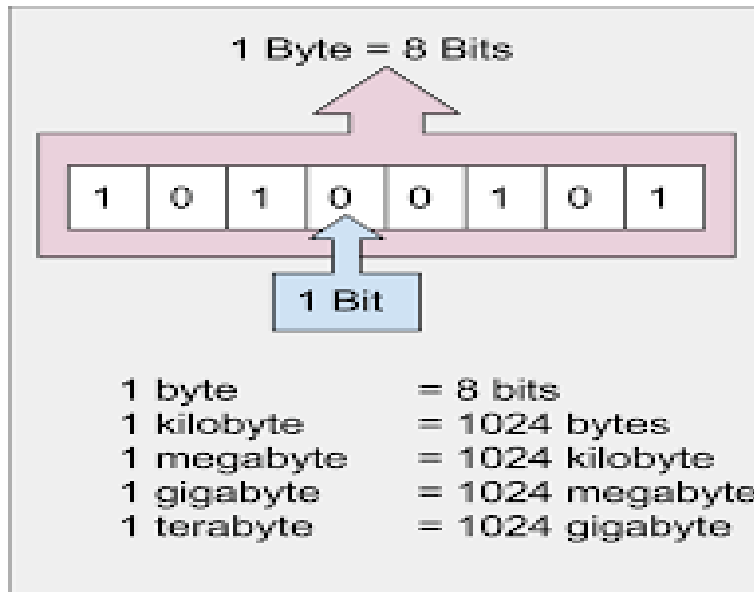 1 Byte = 8 Bits
1 0 1 0 0 1 0 1
1 Bit
1 byte = 8 bits
1 kilobyte = 1024 bytes
1 megabyte = 1024 kilobyte
1 gigabyte = 1024 megabyte
1 terabyte = 1024 gigabyte